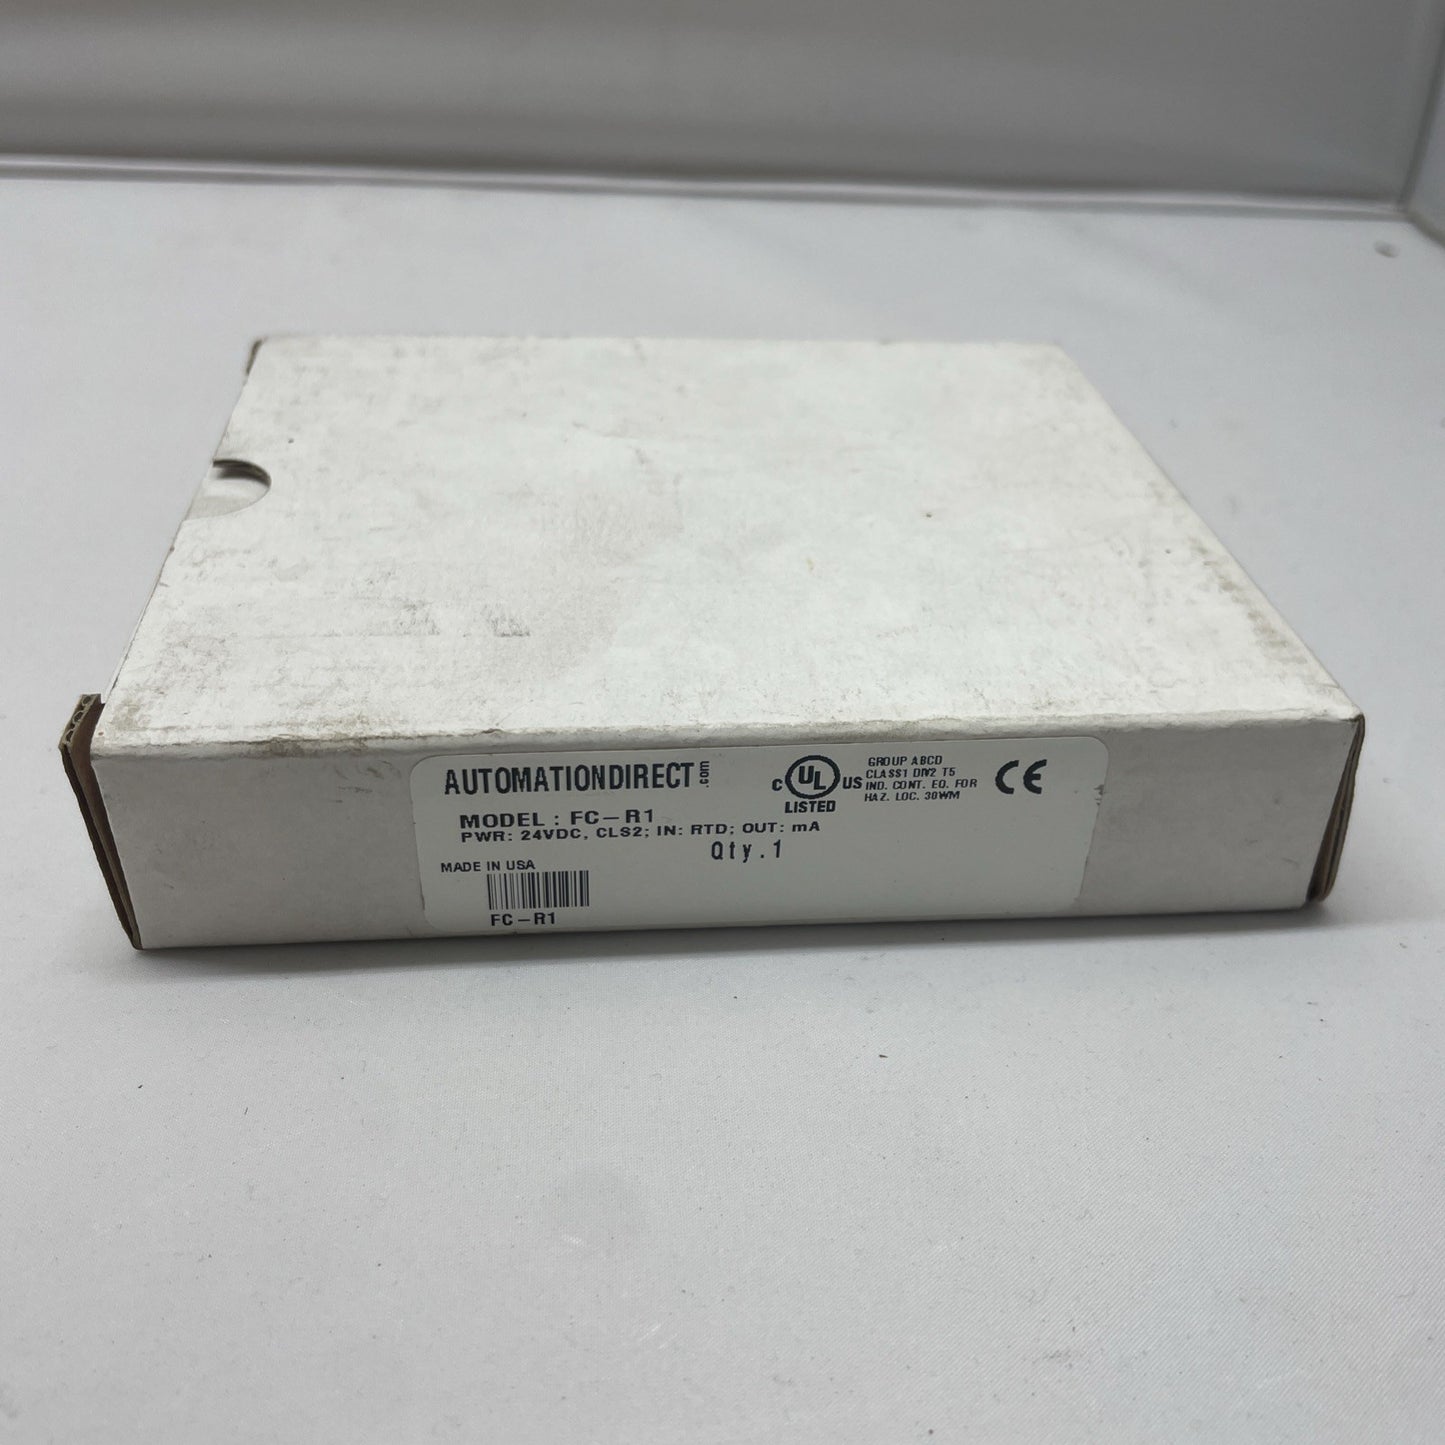 AUTOMATIONDIRECT.com
MODEL : FC-R1
PWR: 24VDC, CLS2; IN: RTD; OUT: mA
Qty.1
MADE IN USA
FC-R1
C UL US
LISTED
GROUP ABCD
CLASS1 DIV2 T5
IND. CONT. EQ. FOR
HAZ. LOC. 30WM
CE